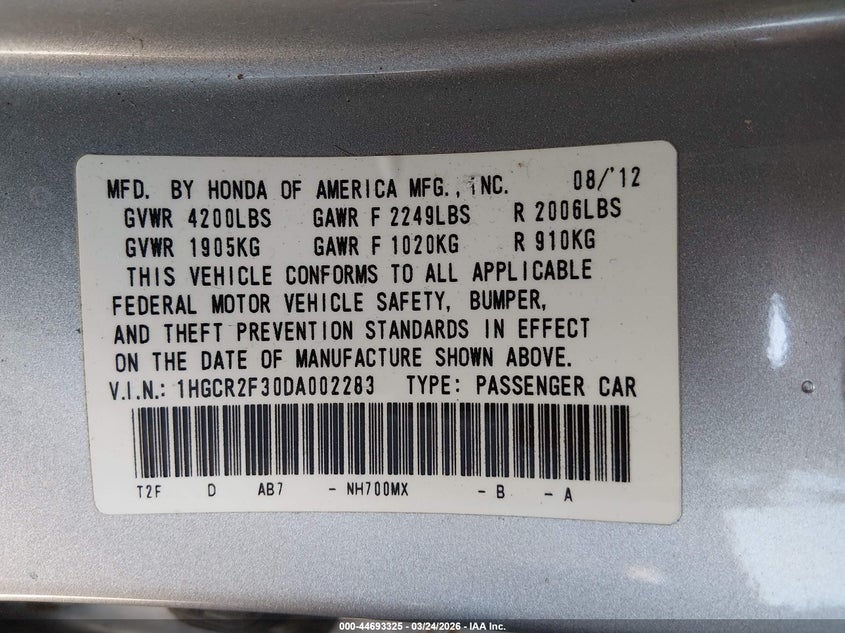 MFD. BY HONDA OF AMERICA MFG., INC. 08/'12
GVWR 4200LBS GAWR F 2249LBS R 2006LBS
GVWR 1905KG GAWR F 1020KG R 910KG
THIS VEHICLE CONFORMS TO ALL APPLICABLE
FEDERAL MOTOR VEHICLE SAFETY, BUMPER,
AND THEFT PREVENTION STANDARDS IN EFFECT
ON THE DATE OF MANUFACTURE SHOWN ABOVE.
V.I.N.: 1HGCR2F30DA002283 TYPE: PASSENGER CAR
T2F D AB7 - NH700MX - B - A
000-44693325 - 03/24/2026 - IAA Inc.